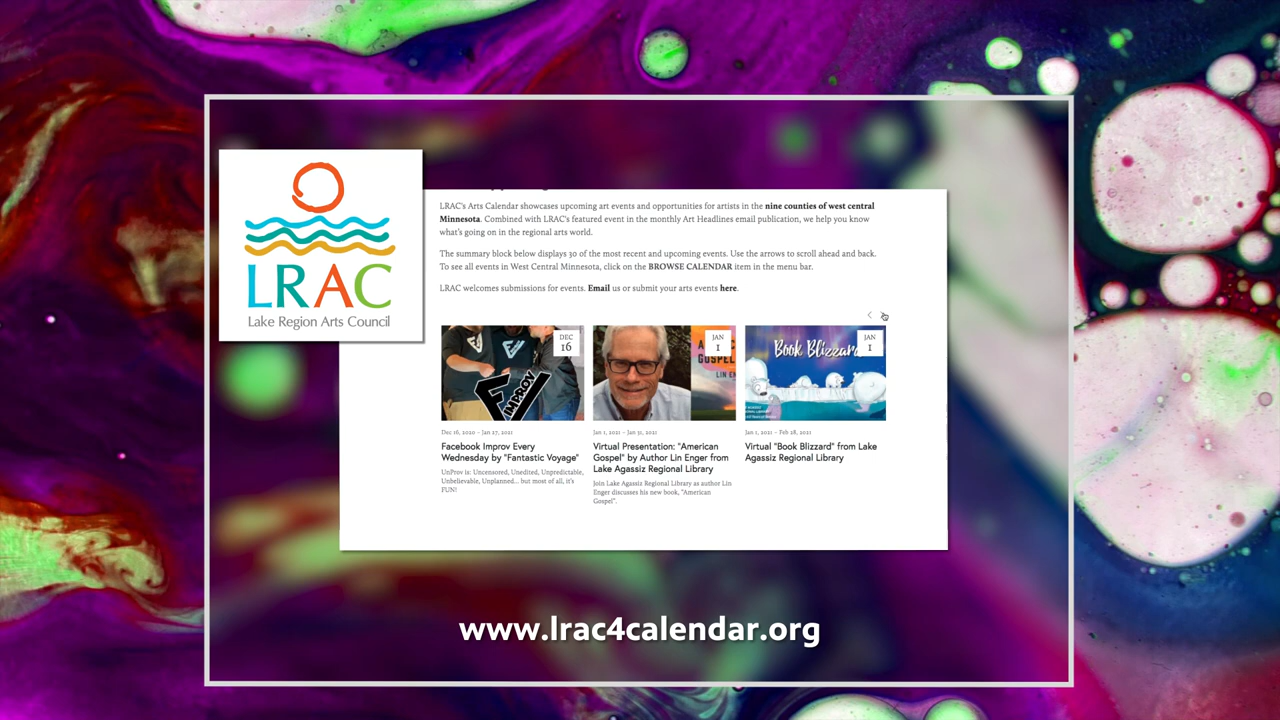 LRAC
Lake Region Arts Council
LRAC's Arts Calendar showcases upcoming art events and opportunities for artists in the nine counties of west central
Minnesota. Combined with LRAC's featured event in the monthly Art Headlines email publication, we help you know
what's going on in the regional arts world.
The summary block below displays 30 of the most recent and upcoming events. Use the arrows to scroll ahead and back.
To see all events in West Central Minnesota, click on the BROWSE CALENDAR item in the menu bar.
LRAC welcomes submissions for events. Email us or submit your arts events here.
DEC
16
IMPROV
JAN
1
GOSPEL
LIN EN
JAN
1
Book Blizzard
Dec 16, 2020 – Jan 27, 2021
Facebook Improv Every
Wednesday by "Fantastic Voyage"
UnProv is: Uncensored, Unedited, Unpredictable,
Unbelievable, Unplanned... but most of all, it's
FUN!
Jan 1, 2021 – Jan 31, 2021
Virtual Presentation: "American
Gospel" by Author Lin Enger from
Lake Agassiz Regional Library
Join Lake Agassiz Regional Library as author Lin
Enger discusses his new book, "American
Gospel".
Jan 1, 2021 – Feb 28, 2021
Virtual "Book Blizzard" from Lake
Agassiz Regional Library
www.lrac4calendar.org